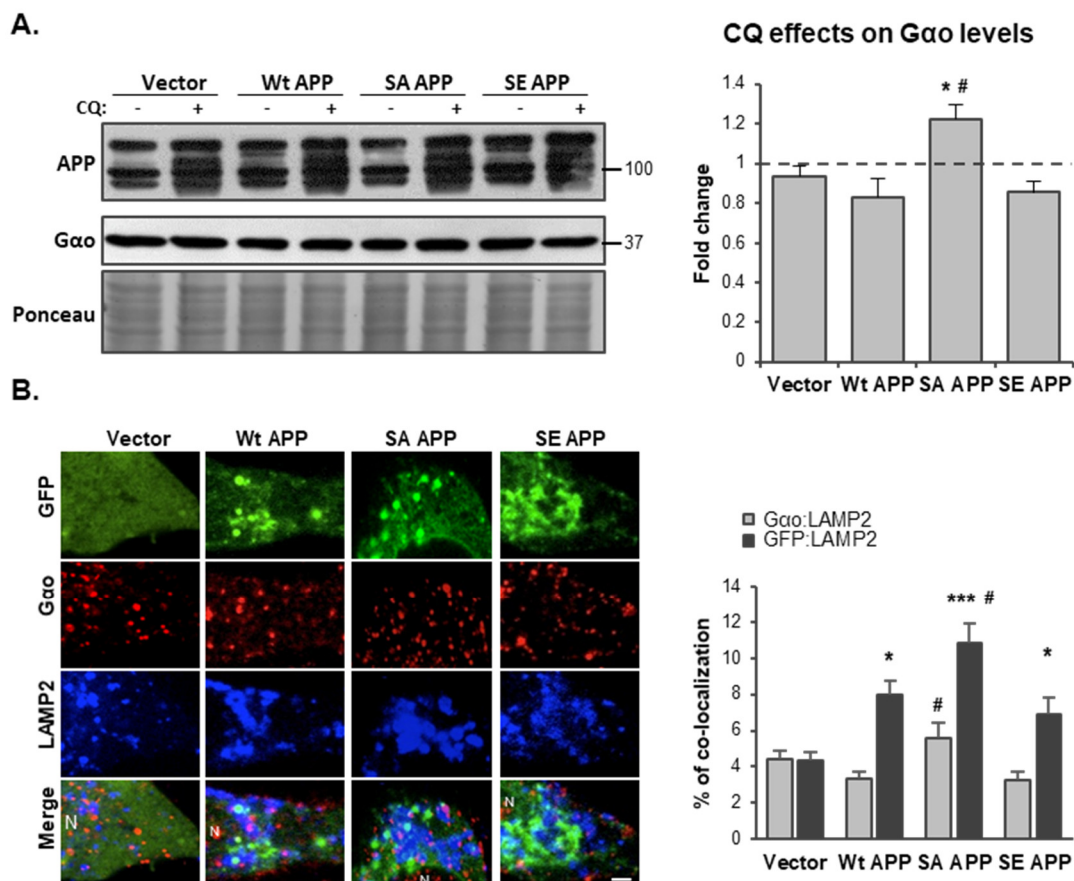 A.
Vector Wt APP SA APP SE APP
CQ: - + - + - + - +
APP
100
Gαo
37
Ponceau
CQ effects on Gαo levels
1.4
1.2
1
0.8
0.6
0.4
0.2
0
Fold change
* #
Vector Wt APP SA APP SE APP
B.
Vector Wt APP SA APP SE APP
GFP
Gαo
LAMP2
Merge
N N N N
Gαo:LAMP2
GFP:LAMP2
14
12
10
8
6
4
2
0
% of co-localization
* # *** # *
Vector Wt APP SA APP SE APP